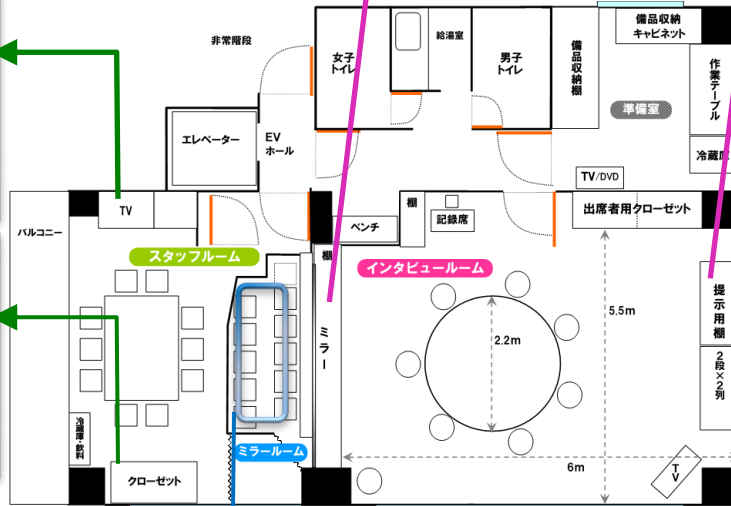 非常階段
女子
トイレ
給湯室
男子
トイレ
備品収納棚
備品収納
キャビネット
作業テーブル
準備室
冷蔵庫
エレベーター
EV
ホール
TV/DVD
バルコニー
TV
ベンチ
棚
記録席
出席者用クローゼット
スタッフルーム
棚
インタビュールーム
ミラー
提示用棚
2段×2列
5.5m
2.2m
冷蔵庫・飲料
ミラールーム
6m
TV
クローゼット